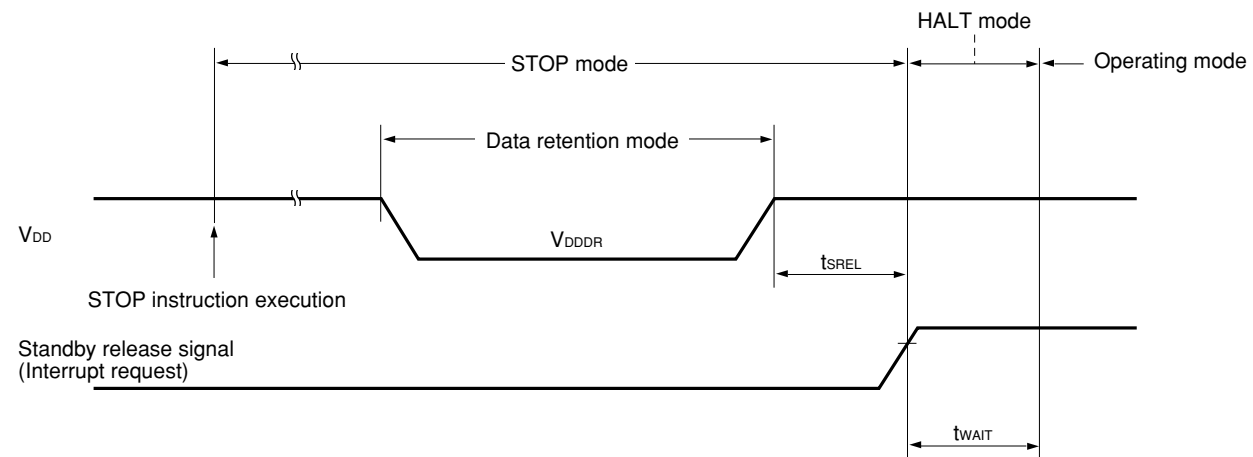 HALT mode
STOP mode
Operating mode
Data retention mode
VDD
VDDDR
tSREL
STOP instruction execution
Standby release signal
(Interrupt request)
tWAIT